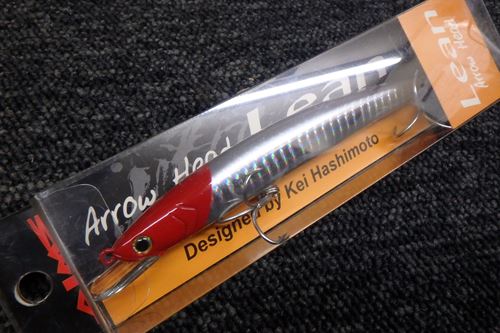 Arrow Head
Lean
Designed by Kei Hashimoto
Lean
Arrow Head